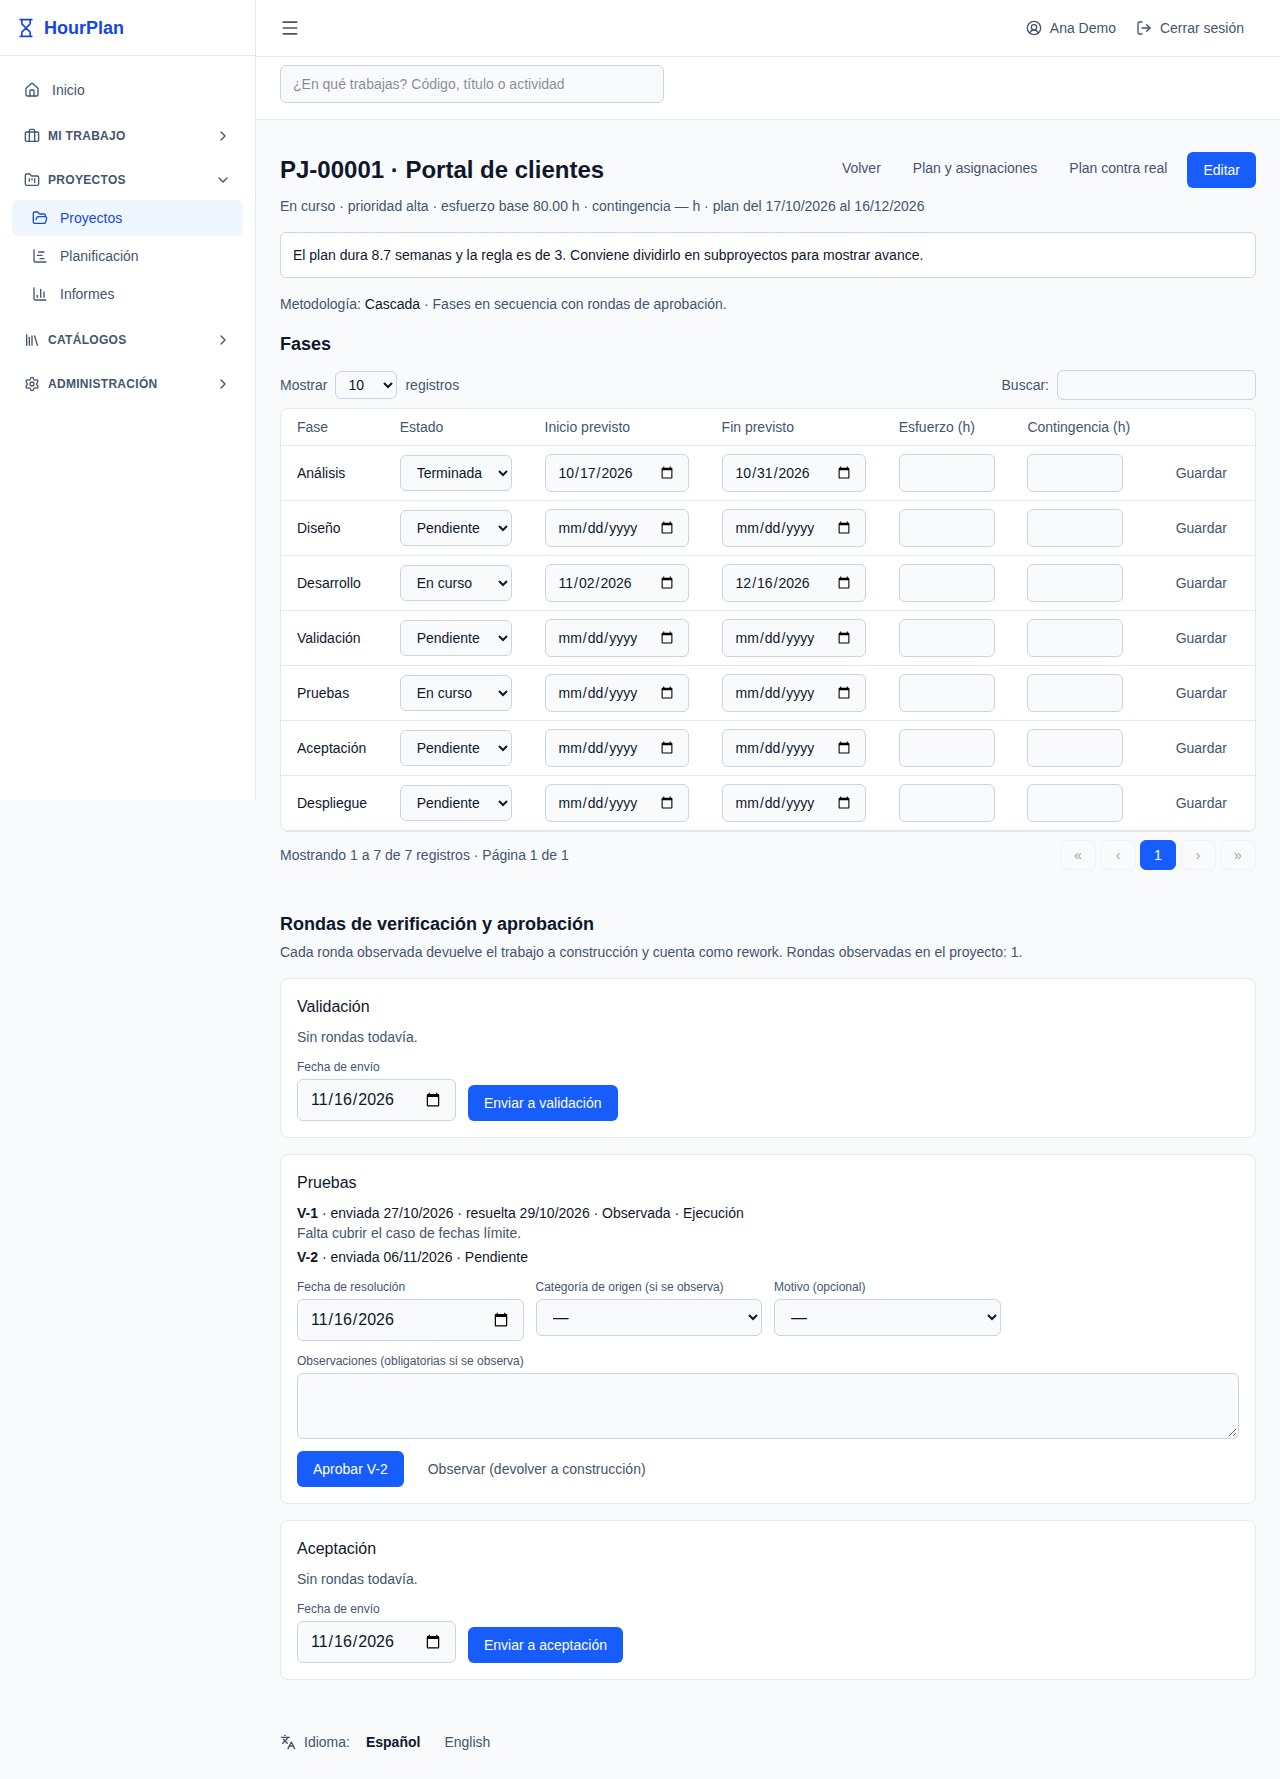 HourPlan
Ana Demo
Cerrar sesión
¿En qué trabajas? Código, título o actividad
Inicio
MI TRABAJO
PROYECTOS
Proyectos
Planificación
Informes
CATÁLOGOS
ADMINISTRACIÓN
PJ-00001 · Portal de clientes
Volver
Plan y asignaciones
Plan contra real
Editar
En curso · prioridad alta · esfuerzo base 80.00 h · contingencia — h · plan del 17/10/2026 al 16/12/2026
El plan dura 8.7 semanas y la regla es de 3. Conviene dividirlo en subproyectos para mostrar avance.
Metodología: Cascada · Fases en secuencia con rondas de aprobación.
Fases
Mostrar 10 registros
Buscar:
Fase Estado Inicio previsto Fin previsto Esfuerzo (h) Contingencia (h)
Análisis Terminada 10/17/2026 10/31/2026 Guardar
Diseño Pendiente mm/dd/yyyy mm/dd/yyyy Guardar
Desarrollo En curso 11/02/2026 12/16/2026 Guardar
Validación Pendiente mm/dd/yyyy mm/dd/yyyy Guardar
Pruebas En curso mm/dd/yyyy mm/dd/yyyy Guardar
Aceptación Pendiente mm/dd/yyyy mm/dd/yyyy Guardar
Despliegue Pendiente mm/dd/yyyy mm/dd/yyyy Guardar
Mostrando 1 a 7 de 7 registros · Página 1 de 1
« ‹ 1 › »
Rondas de verificación y aprobación
Cada ronda observada devuelve el trabajo a construcción y cuenta como rework. Rondas observadas en el proyecto: 1.
Validación
Sin rondas todavía.
Fecha de envío
11/16/2026
Enviar a validación
Pruebas
V-1 · enviada 27/10/2026 · resuelta 29/10/2026 · Observada · Ejecución
Falta cubrir el caso de fechas límite.
V-2 · enviada 06/11/2026 · Pendiente
Fecha de resolución Categoría de origen (si se observa) Motivo (opcional)
11/16/2026 — —
Observaciones (obligatorias si se observa)
Aprobar V-2
Observar (devolver a construcción)
Aceptación
Sin rondas todavía.
Fecha de envío
11/16/2026
Enviar a aceptación
Idioma: Español English